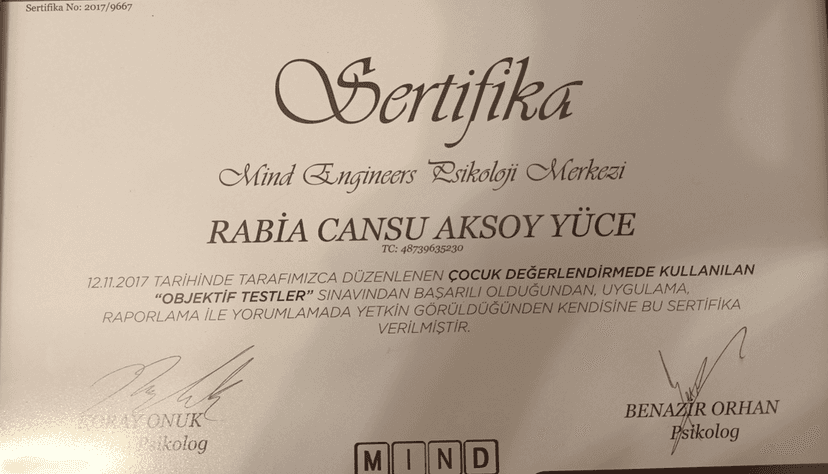 Sertifika No: 2017/9667
Sertifika
Mind Engineers Psikoloji Merkezi
RABİA CANSU AKSOY YÜCE
TC: 48739635230
12.11.2017 TARİHİNDE TARAFIMIZCA DÜZENLENEN ÇOCUK DEĞERLENDİRMEDE KULLANILAN
“OBJEKTİF TESTLER” SINAVINDAN BAŞARILI OLDUĞUNDAN, UYGULAMA,
RAPORLAMA İLE YORUMLAMADA YETKİN GÖRÜLDÜĞÜNDEN KENDİSİNE BU SERTİFİKA
VERİLMİŞTİR.
KORAY ONUK
Psikolog
BENAZİR ORHAN
Psikolog
MIND